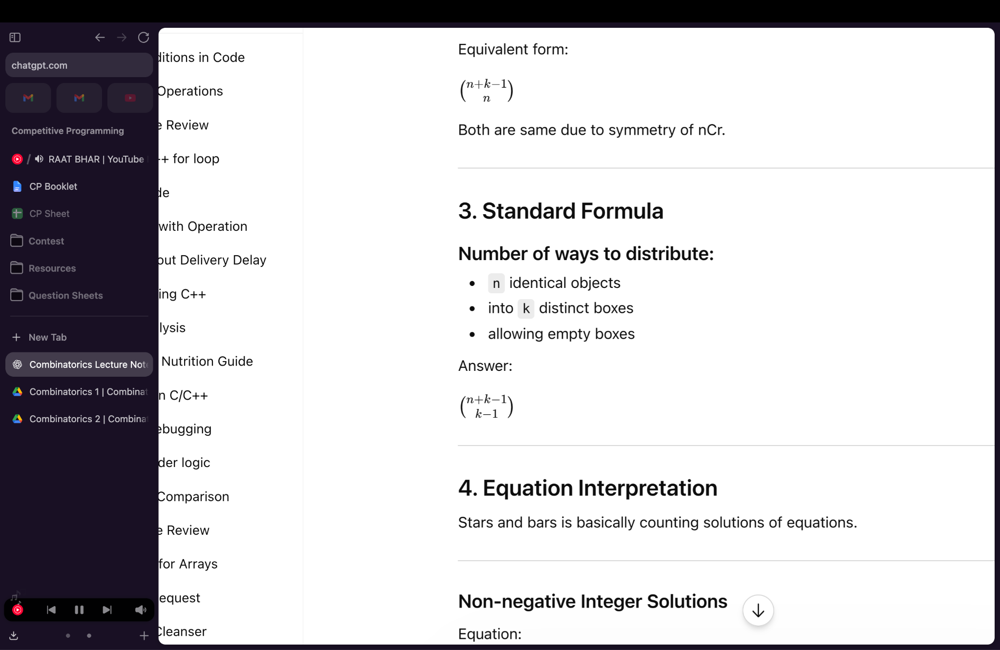 chatgpt.com
Competitive Programming
/ RAAT BHAR | YouTube
CP Booklet
CP Sheet
Contest
Resources
Question Sheets
New Tab
Combinatorics Lecture Not
Combinatorics 1 | Combinat
Combinatorics 2 | Combina
ditions in Code
Operations
e Review
++ for loop
de
with Operation
out Delivery Delay
ing C++
lysis
Nutrition Guide
n C/C++
ebugging
der logic
Comparison
e Review
for Arrays
equest
Cleanser
Equivalent form:
(n+k−1
n)
Both are same due to symmetry of nCr.
3. Standard Formula
Number of ways to distribute:
• n identical objects
• into k distinct boxes
• allowing empty boxes
Answer:
(n+k−1
k−1)
4. Equation Interpretation
Stars and bars is basically counting solutions of equations.
Non-negative Integer Solutions
Equation: